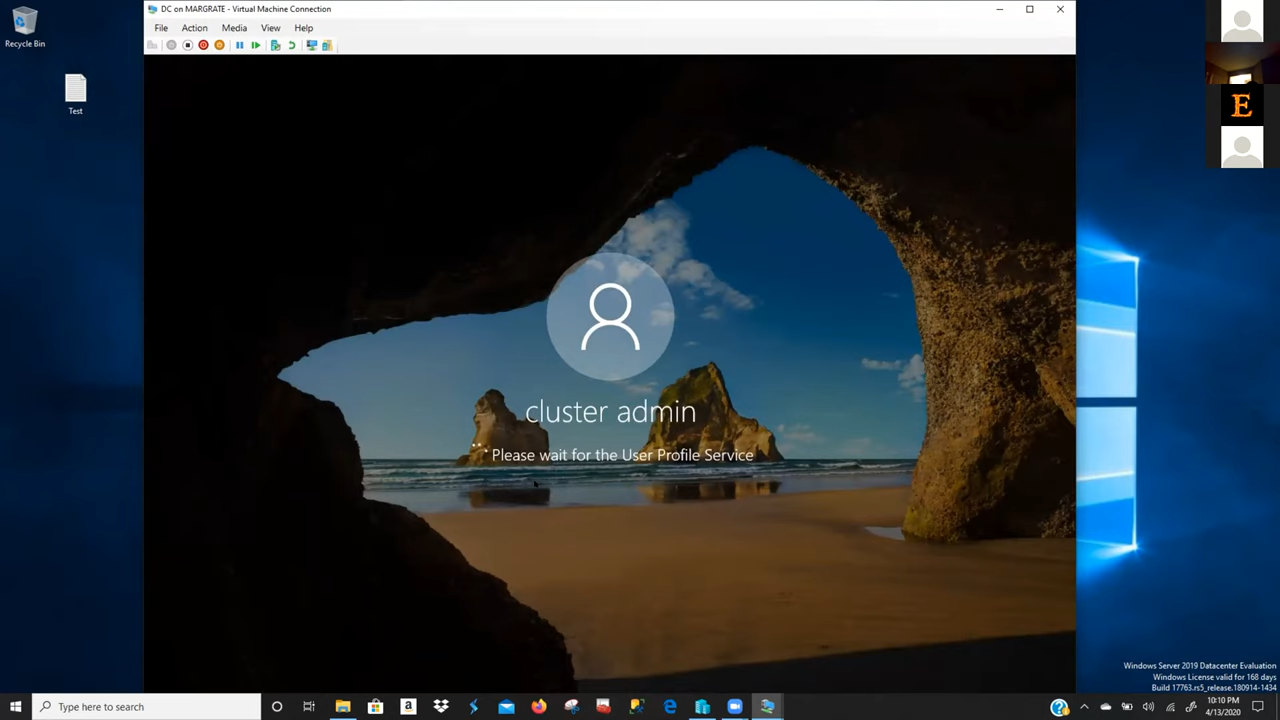 DC on MARGRATE - Virtual Machine Connection
File Action Media View Help
Recycle Bin
Test
E
cluster admin
Please wait for the User Profile Service
Windows Server 2019 Datacenter Evaluation
Windows License valid for 168 days
Build 17763.rs5_release.180914-1434
Type here to search
a
10:10 PM
4/13/2020